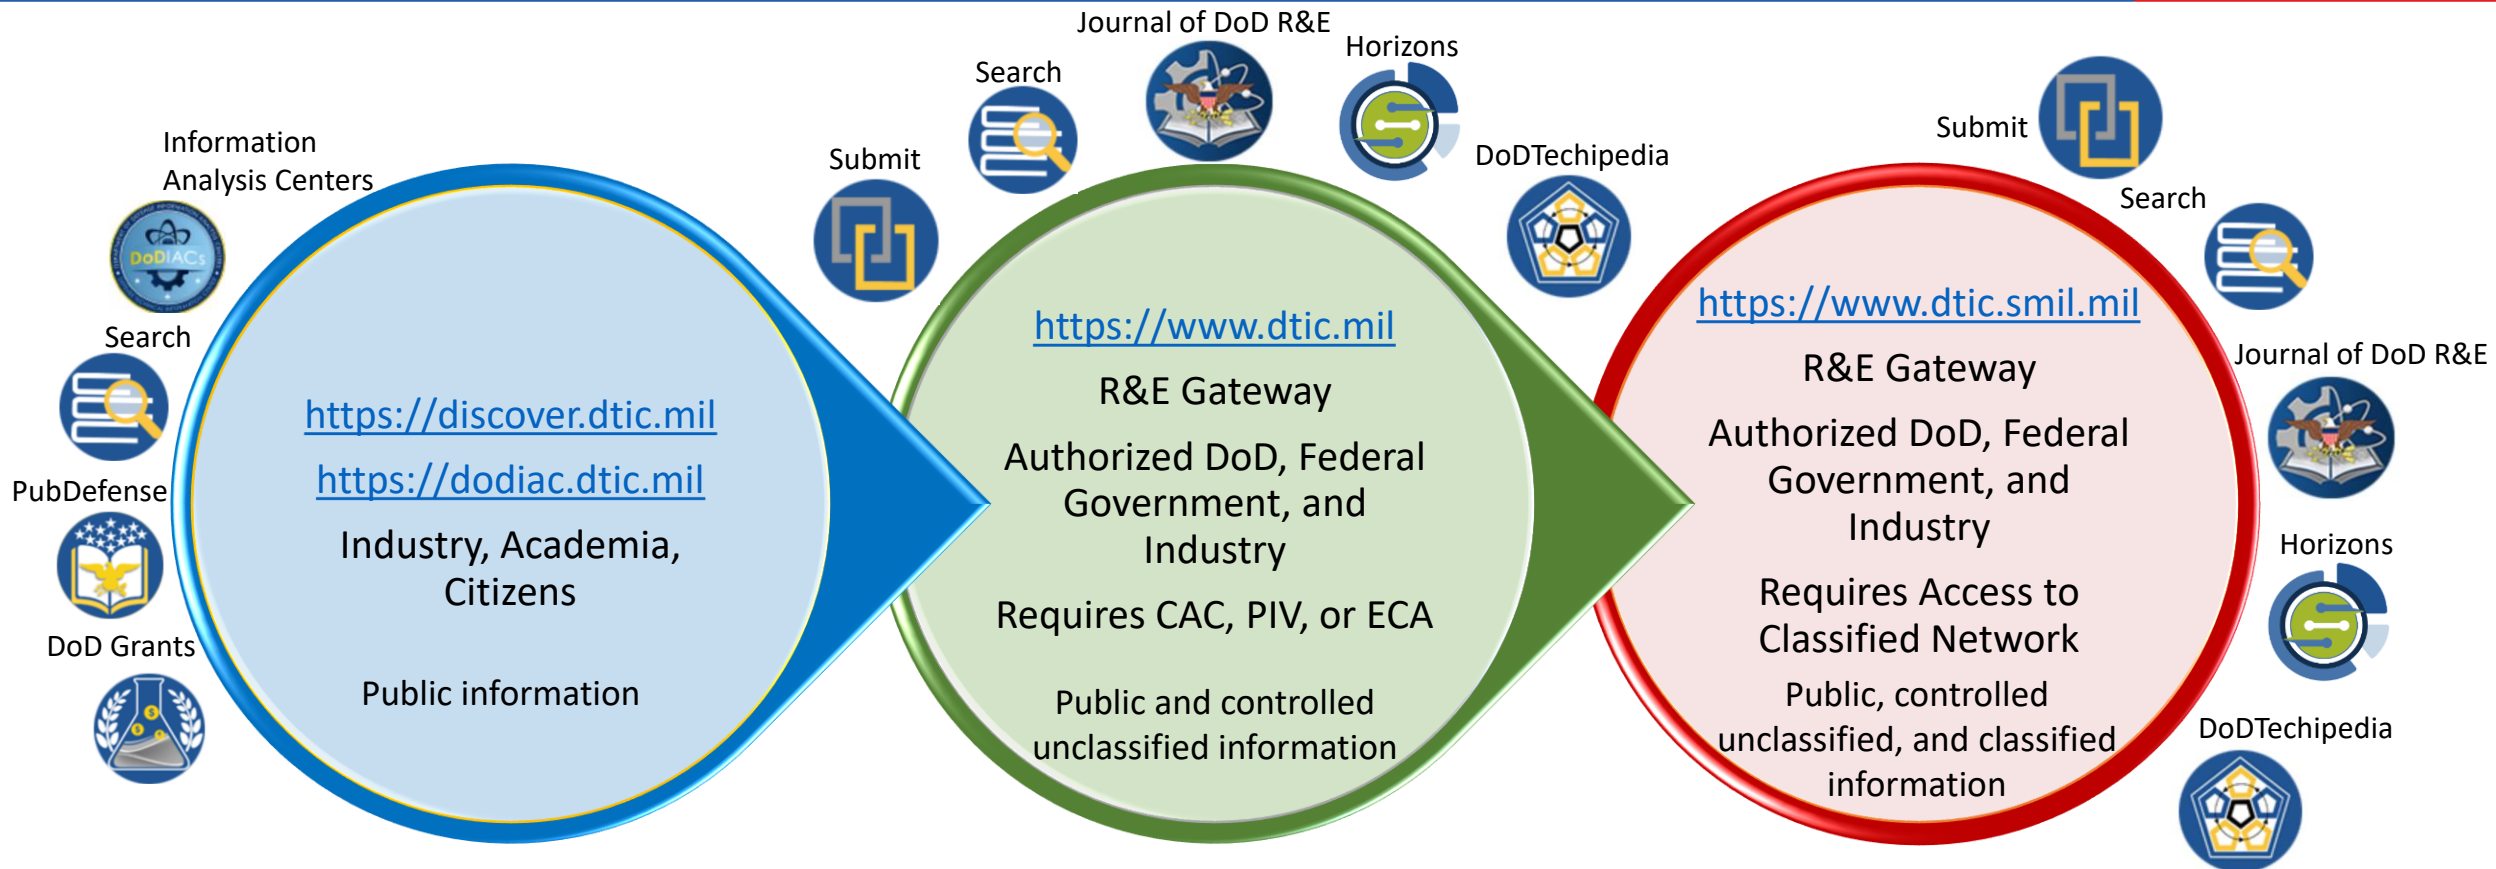 Information
Analysis Centers
DoDIACs
Search
PubDefense
DoD Grants
https://discover.dtic.mil
https://dodiac.dtic.mil
Industry, Academia,
Citizens
Public information
Submit
Search
Journal of DoD R&E
Horizons
DoDTechipedia
https://www.dtic.mil
R&E Gateway
Authorized DoD, Federal
Government, and
Industry
Requires CAC, PIV, or ECA
Public and controlled
unclassified information
Submit
Search
Journal of DoD R&E
Horizons
DoDTechipedia
https://www.dtic.smil.mil
R&E Gateway
Authorized DoD, Federal
Government, and
Industry
Requires Access to
Classified Network
Public, controlled
unclassified, and classified
information